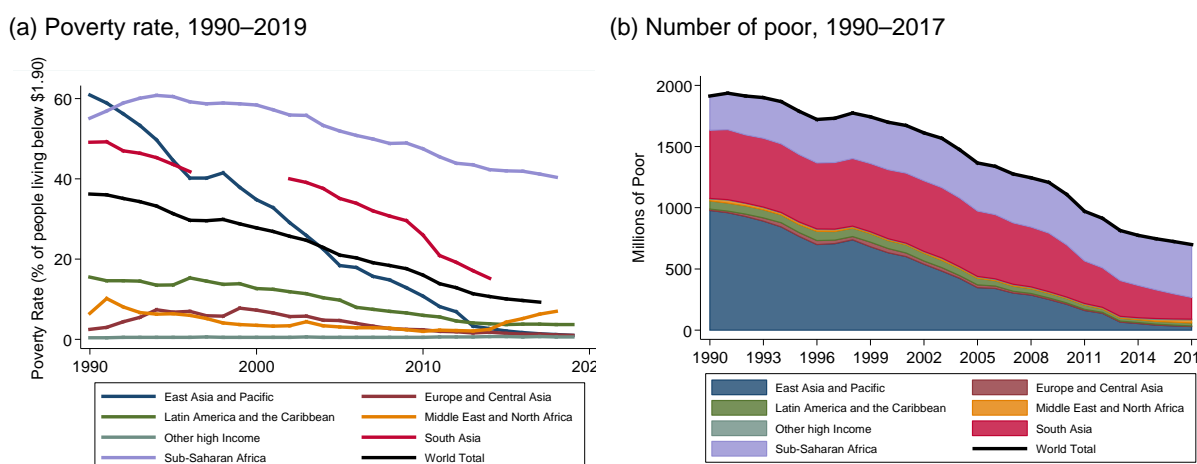 (a) Poverty rate, 1990–2019
Poverty Rate (% of people living below $1.90)
60
40
20
0
1990
2000
2010
202
East Asia and Pacific
Europe and Central Asia
Latin America and the Caribbean
Middle East and North Africa
Other high Income
South Asia
Sub-Saharan Africa
World Total
(b) Number of poor, 1990–2017
Millions of Poor
2000
1500
1000
500
0
1990
1993
1996
1999
2002
2005
2008
2011
2014
2017
East Asia and Pacific
Europe and Central Asia
Latin America and the Caribbean
Middle East and North Africa
Other high Income
South Asia
Sub-Saharan Africa
World Total